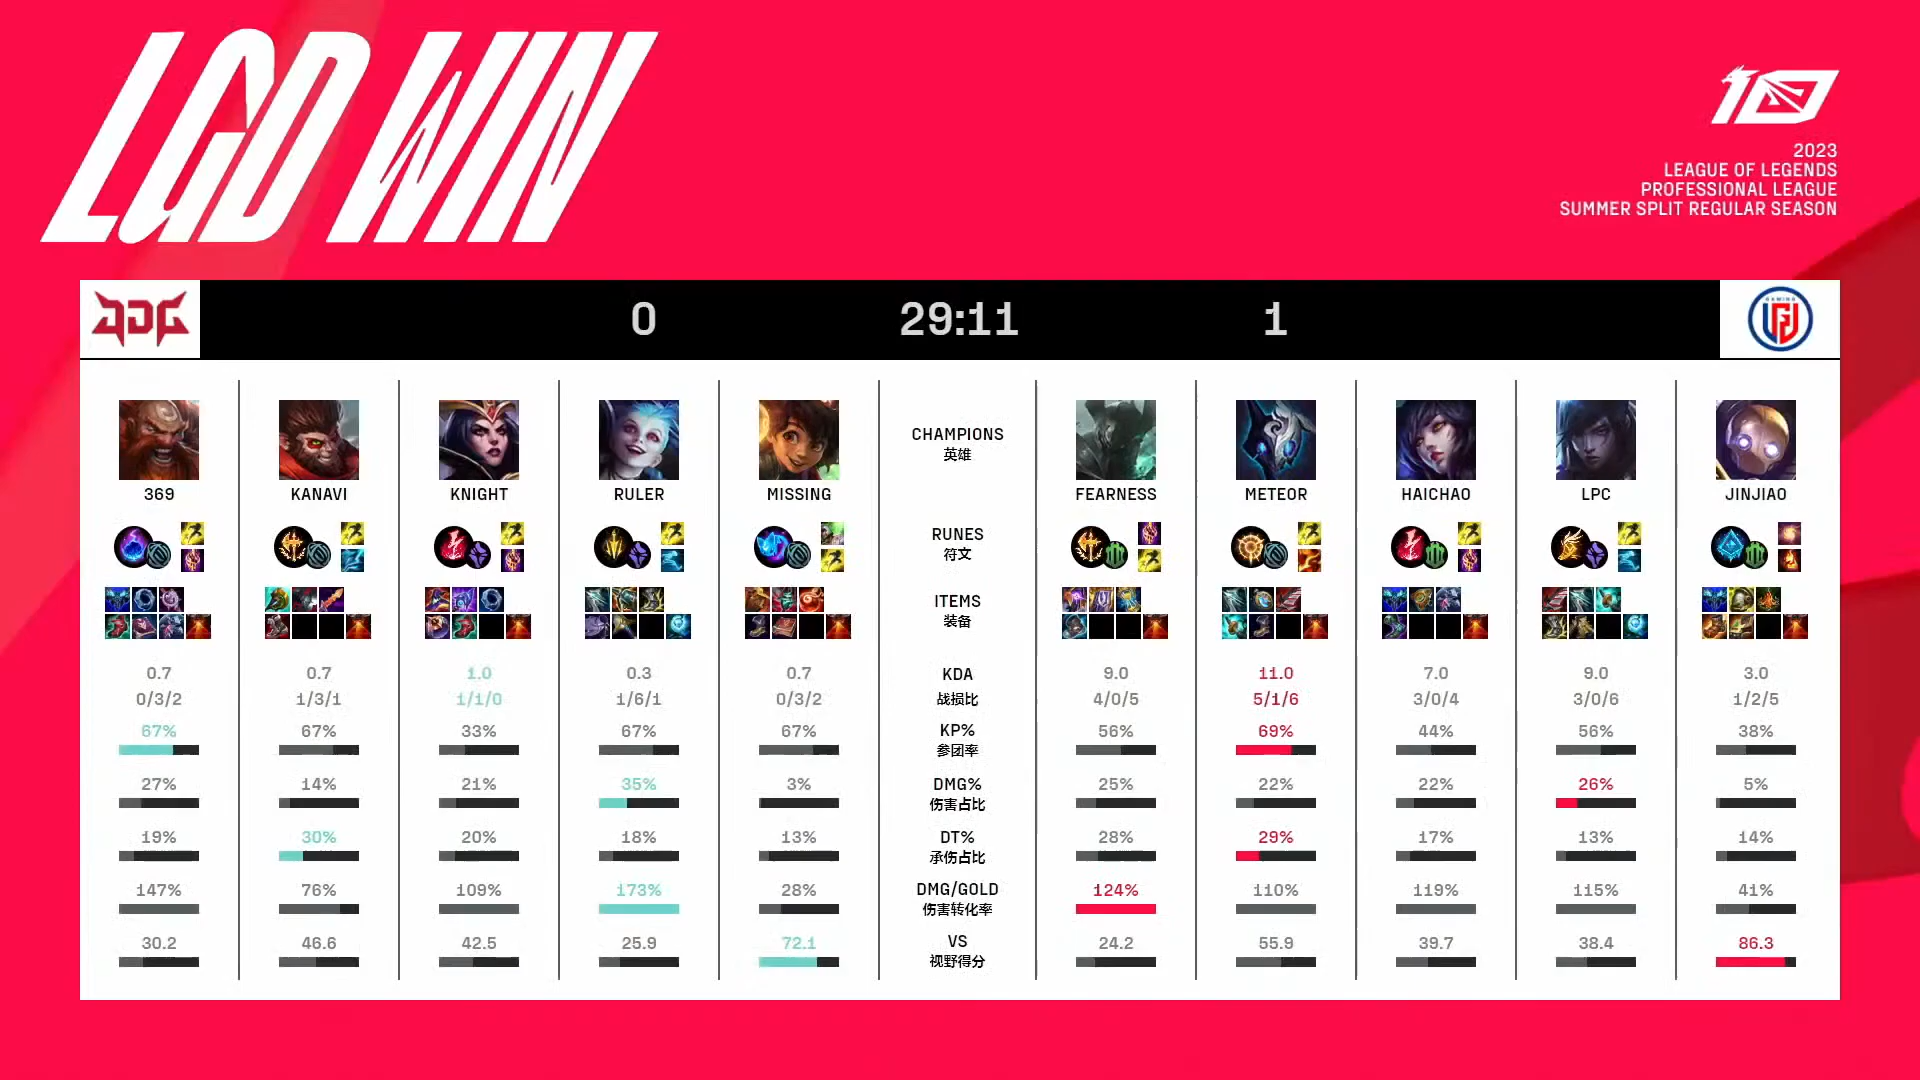 LGD WIN
2023
LEAGUE OF LEGENDS
PROFESSIONAL LEAGUE
SUMMER SPLIT REGULAR SEASON
JDG 0 29:11 1 GAMING
CHAMPIONS
英雄
369 KANAVI KNIGHT RULER MISSING FEARNESS METEOR HAICHAO LPC JINJIAO
RUNES
符文
ITEMS
装备
0.7 0.7 1.0 0.3 0.7 KDA 9.0 11.0 7.0 9.0 3.0
0/3/2 1/3/1 1/1/0 1/6/1 0/3/2 战损比 4/0/5 5/1/6 3/0/4 3/0/6 1/2/5
67% 67% 33% 67% 67% KP% 56% 69% 44% 56% 38%
参团率
27% 14% 21% 35% 3% DMG% 25% 22% 22% 26% 5%
伤害占比
19% 30% 20% 18% 13% DT% 28% 29% 17% 13% 14%
承伤占比
147% 76% 109% 173% 28% DMG/GOLD 124% 110% 119% 115% 41%
伤害转化率
30.2 46.6 42.5 25.9 72.1 VS 24.2 55.9 39.7 38.4 86.3
视野得分